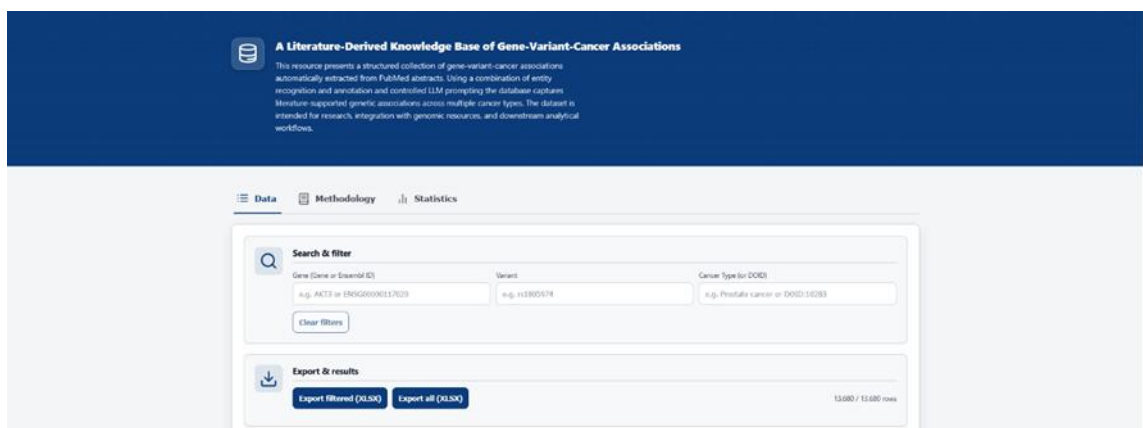 A Literature-Derived Knowledge Base of Gene-Variant-Cancer Associations
This resource presents a structured collection of gene-variant-cancer associations
automatically extracted from PubMed abstracts. Using a combination of entity
recognition and annotation and controlled LLM prompting the database captures
literature-supported genetic associations across multiple cancer types. The dataset is
intended for research, integration with genomic resources, and downstream analytical
workflows.
Data Methodology Statistics
Search & filter
Gene (Gene or Ensembl ID) Variant Cancer Type (or DOID)
e.g. AKT3 or ENSG00000117020 e.g. rs1805974 e.g. Prostate cancer or DOID:10283
Clear filters
Export & results
Export filtered (XLSX) Export all (XLSX) 13.680 / 13.680 rows